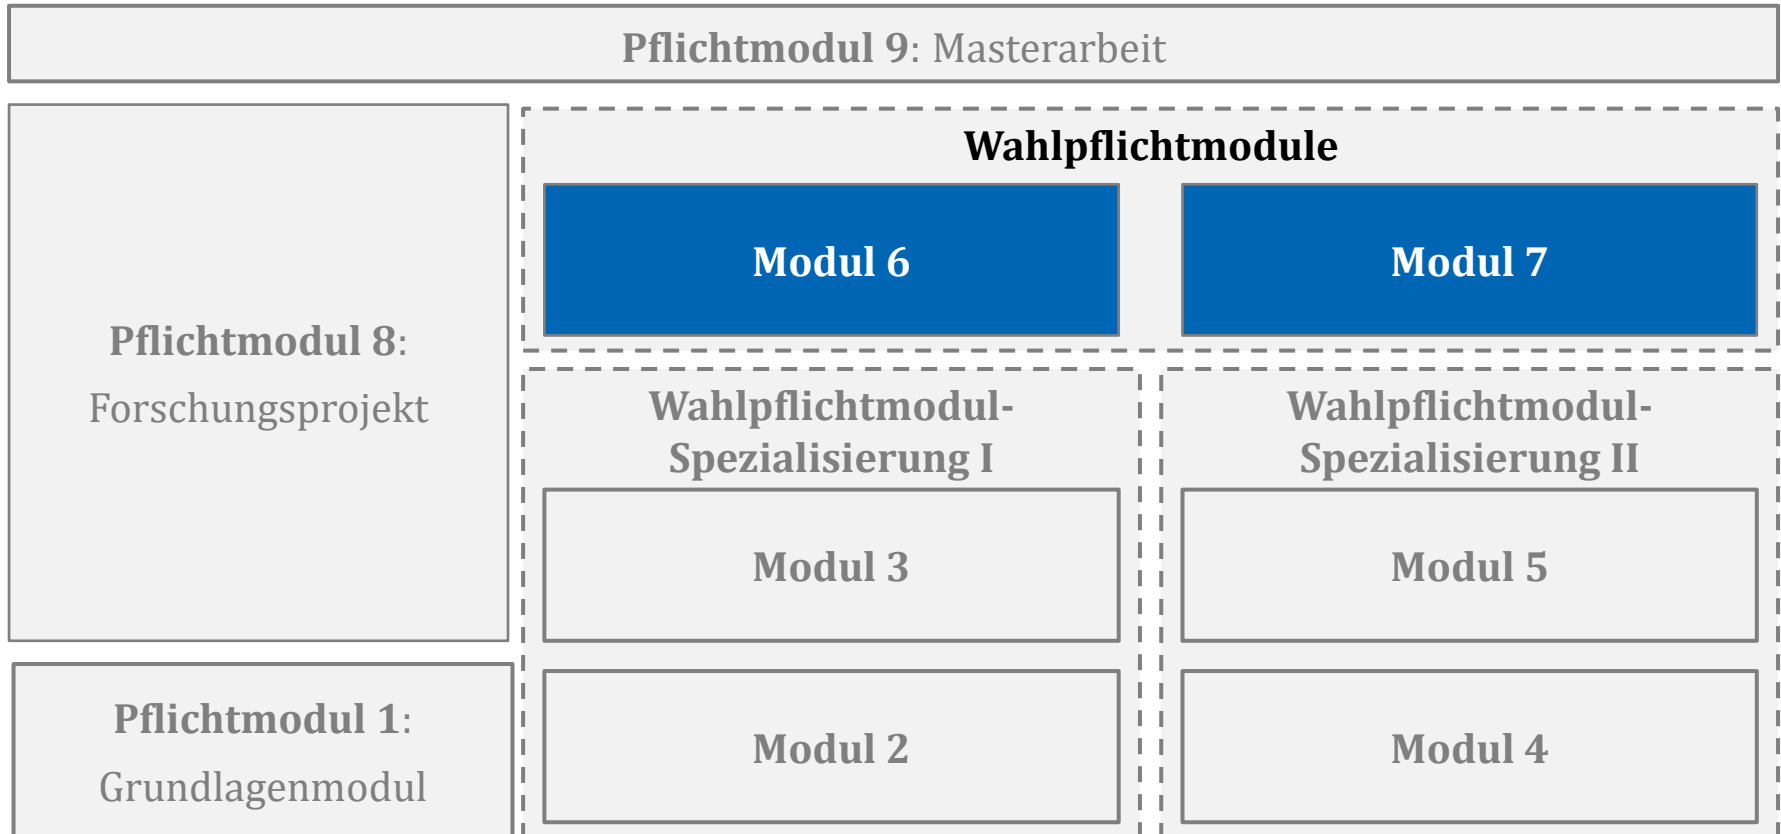 Pflichtmodul 9: Masterarbeit
Wahlpflichtmodule
Modul 6
Modul 7
Pflichtmodul 8:
Forschungsprojekt
Wahlpflichtmodul-
Spezialisierung I
Modul 3
Modul 2
Wahlpflichtmodul-
Spezialisierung II
Modul 5
Modul 4
Pflichtmodul 1:
Grundlagenmodul